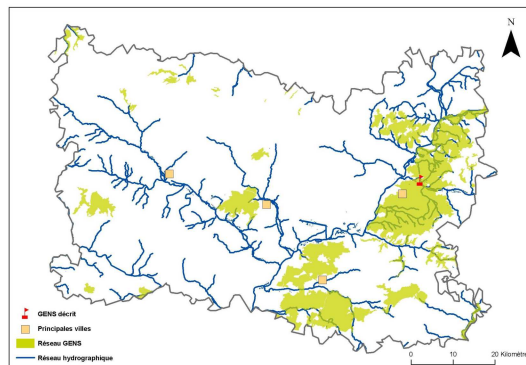 N
GENS décrit
Principales villes
Réseau GENS
Réseau hydrographique
0 10 20 Kilomètre